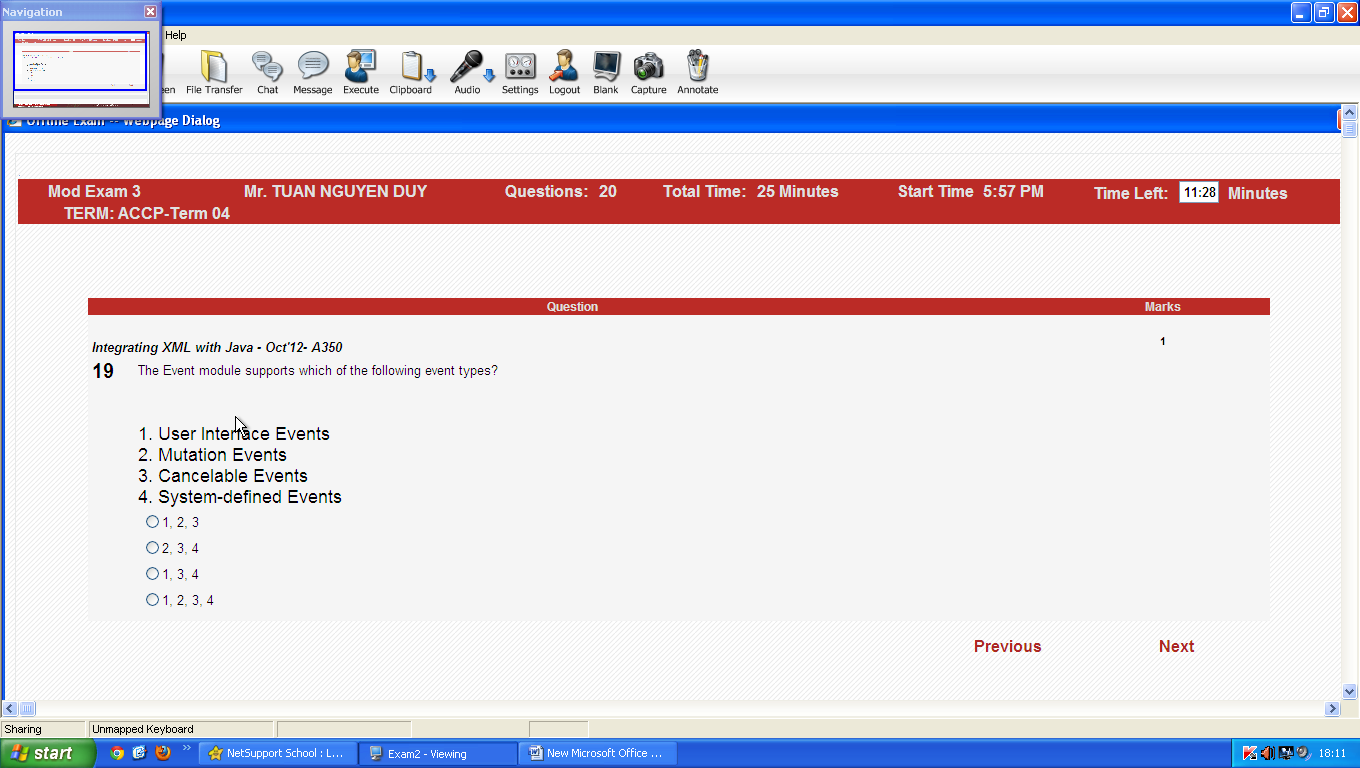 Navigation
Help
een File Transfer Chat Message Execute Clipboard Audio Settings Logout Blank Capture Annotate
Offline Exam -- Webpage Dialog
Mod Exam 3 Mr. TUAN NGUYEN DUY Questions: 20 Total Time: 25 Minutes Start Time 5:57 PM Time Left: 11:28 Minutes
TERM: ACCP-Term 04
Question Marks
Integrating XML with Java - Oct'12- A350 1
19 The Event module supports which of the following event types?
1. User Interface Events
2. Mutation Events
3. Cancelable Events
4. System-defined Events
1, 2, 3
2, 3, 4
1, 3, 4
1, 2, 3, 4
Previous Next
Sharing Unmapped Keyboard
start NetSupport School : L... Exam2 - Viewing New Microsoft Office ... 18:11